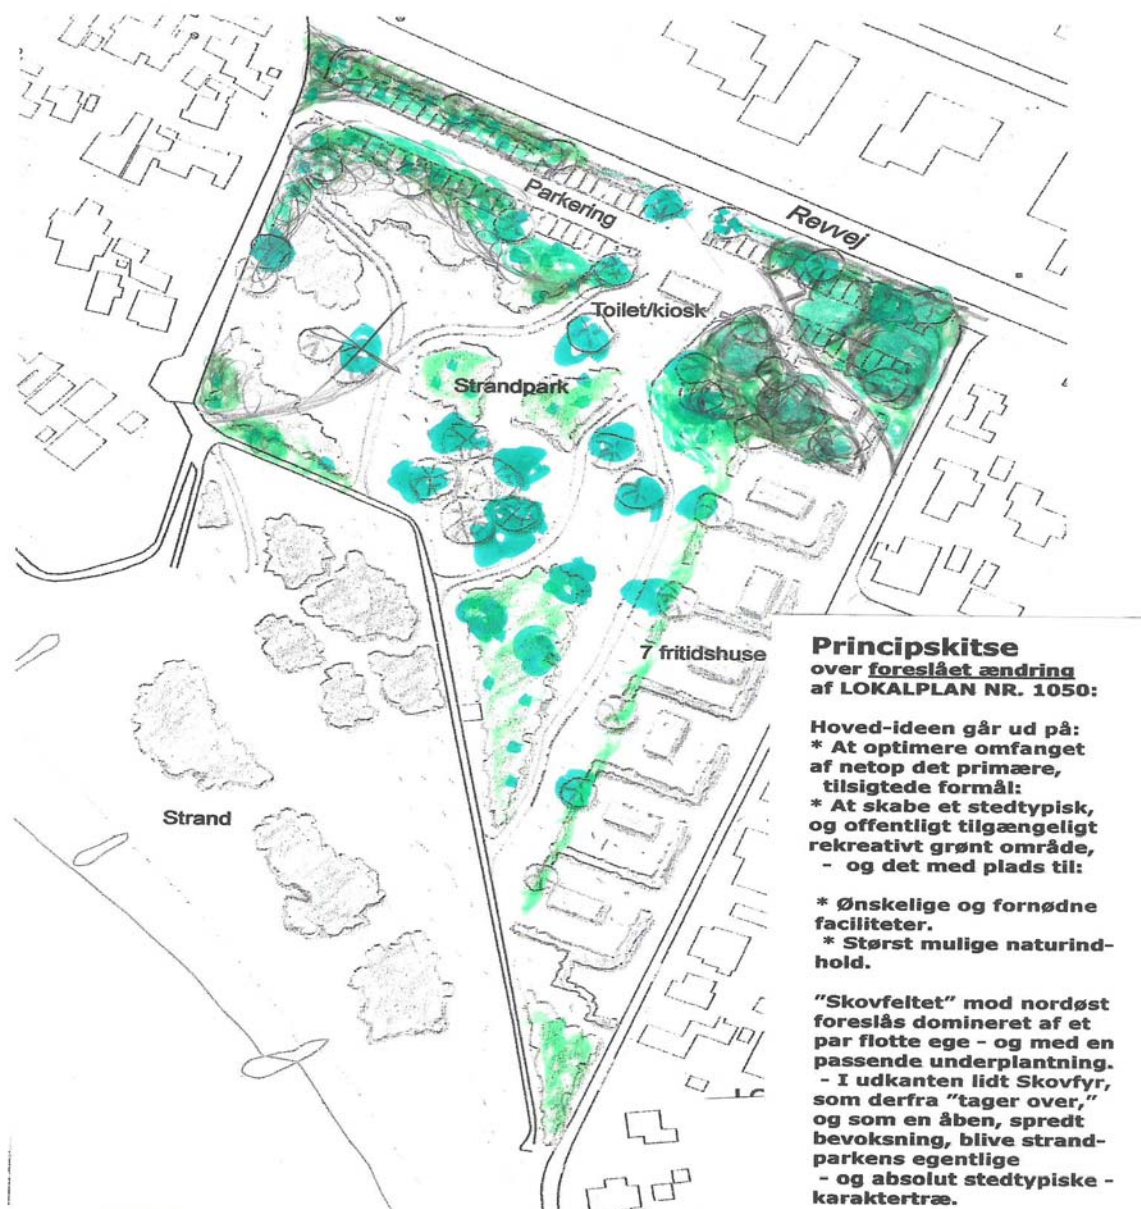 Parkering
Revvej
Toilet/kiosk
Strandpark
7 fritidshuse
Strand
Principskitse
over foreslået ændring
af LOKALPLAN NR. 1050:
Hoved-ideen går ud på:
* At optimere omfanget
af netop det primære,
tilsigtede formål:
* At skabe et stedtypisk,
og offentligt tilgængeligt
rekreativt grønt område,
- og det med plads til:
* Ønskelige og fornødne
faciliteter.
* Størst mulige naturind-
hold.
"Skovfeltet" mod nordøst
foreslås domineret af et
par flotte ege - og med en
passende underplantning.
- I udkanten lidt Skovfyr,
som derfra "tager over,"
og som en åben, spredt
bevoksning, blive strand-
parkens egentlige
- og absolut stedtypiske -
karaktertræ.